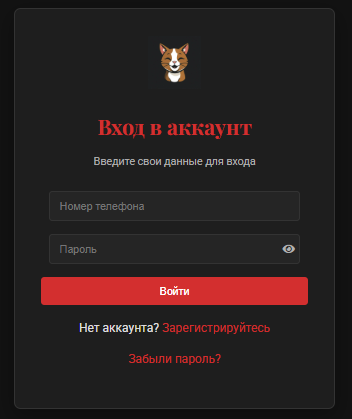 Вход в аккаунт
Введите свои данные для входа
Номер телефона
Пароль
Войти
Нет аккаунта? Зарегистрируйтесь
Забыли пароль?